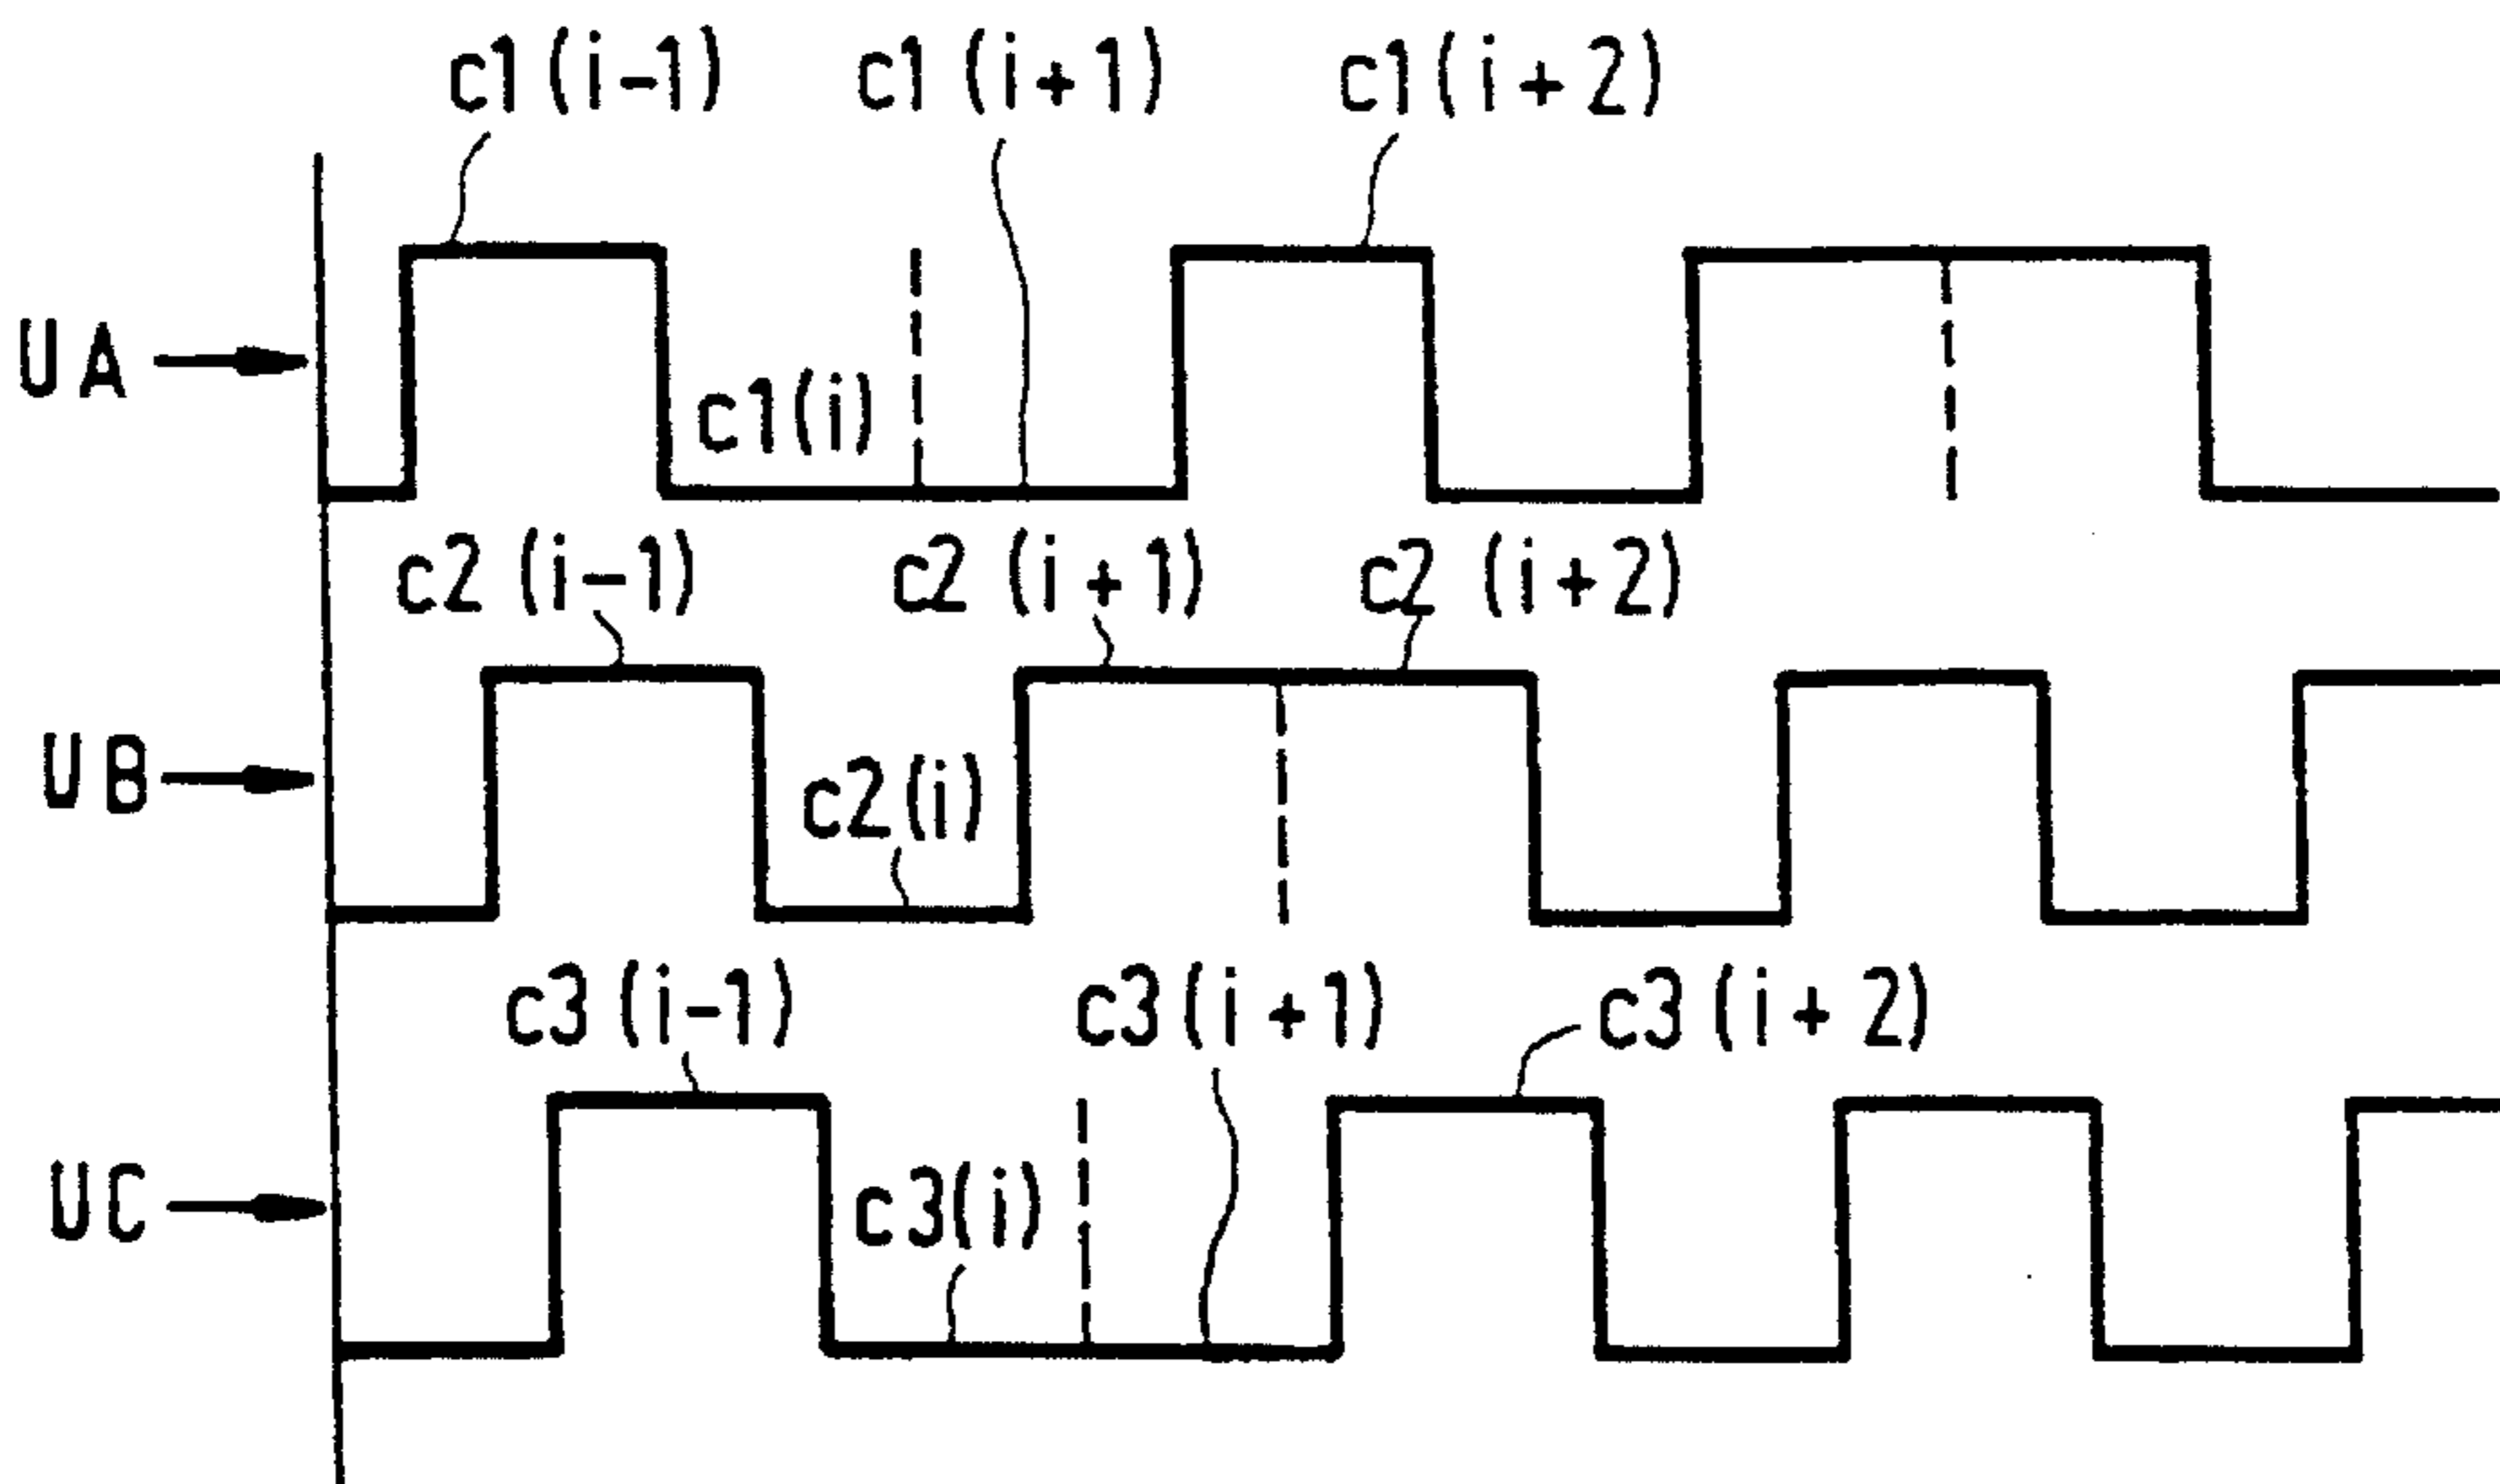 c1(i-1) c1(i+1) c1(i+2)
UA
c1(i)
c2(i-1) c2(i+1) c2(i+2)
UB
c2(i)
c3(i-1) c3(i+1) c3(i+2)
UC
c3(i)